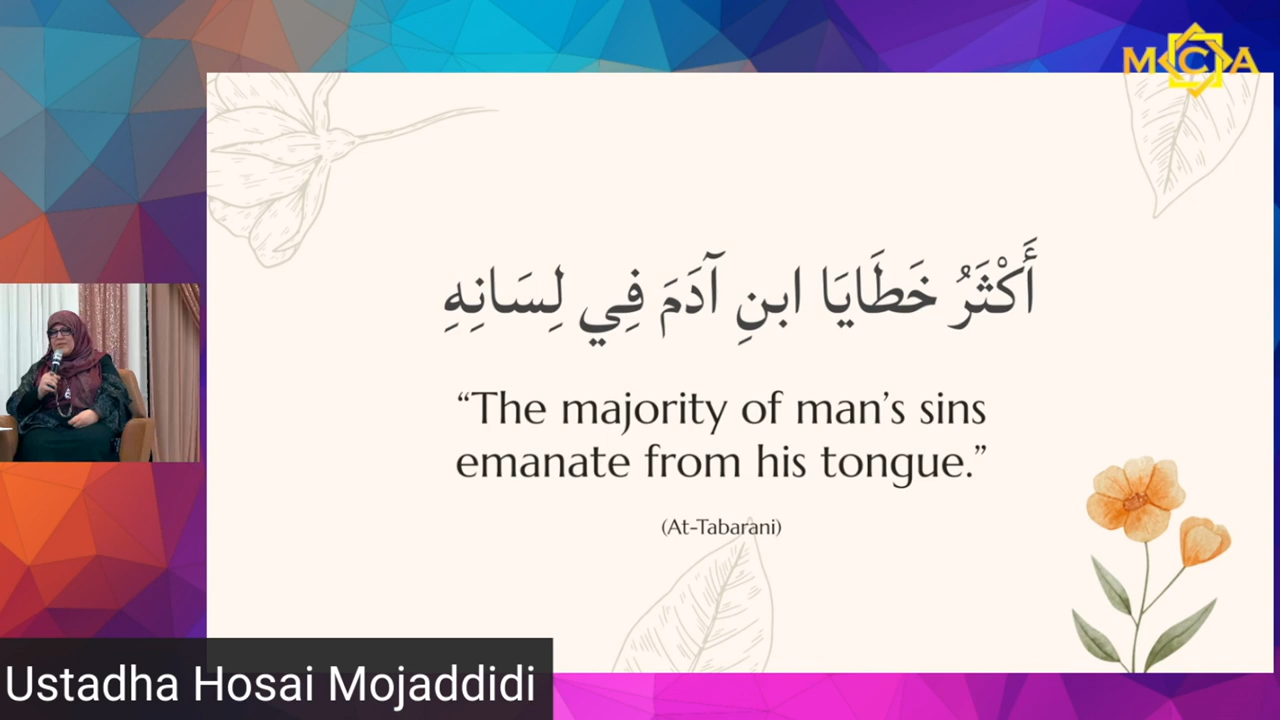 MCA
أَكْثَرُ خَطَايَا ابنِ آدَمَ فِي لِسَانِهِ
“The majority of man’s sins
emanate from his tongue.”
(At-Tabarani)
Ustadha Hosai Mojaddidi